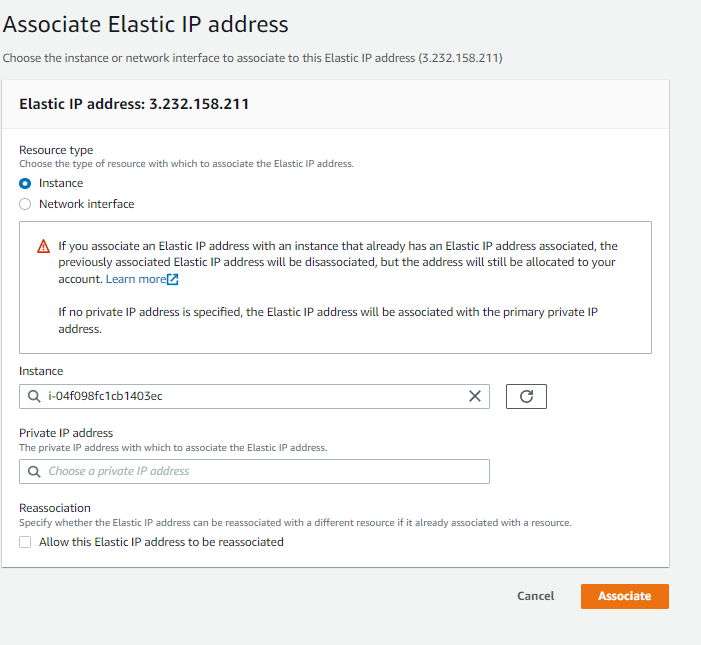 Associate Elastic IP address
Choose the instance or network interface to associate to this Elastic IP address (3.232.158.211)
Elastic IP address: 3.232.158.211
Resource type
Choose the type of resource with which to associate the Elastic IP address.
Instance
Network interface
If you associate an Elastic IP address with an instance that already has an Elastic IP address associated, the
previously associated Elastic IP address will be disassociated, but the address will still be allocated to your
account. Learn more
If no private IP address is specified, the Elastic IP address will be associated with the primary private IP
address.
Instance
i-04f098fc1cb1403ec
Private IP address
The private IP address with which to associate the Elastic IP address.
Choose a private IP address
Reassociation
Specify whether the Elastic IP address can be reassociated with a different resource if it already associated with a resource.
Allow this Elastic IP address to be reassociated
Cancel Associate